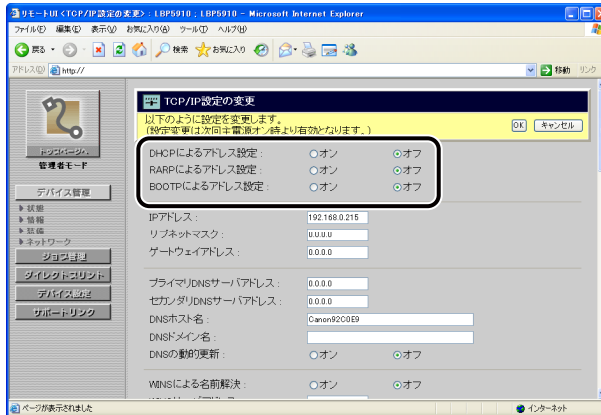 リモートUI <TCP/IP設定の変更> : LBP5910 ; LBP5910 - Microsoft Internet Explorer
ファイル(F) 編集(E) 表示(V) お気に入り(A) ツール(T) ヘルプ(H)
戻る 検索 お気に入り
アドレス(D) http:// 移動 リンク
TCP/IP設定の変更
以下のように設定を変更します。
(設定変更は次回主電源オン時より有効となります。)
OK キャンセル
トップページへ
管理者モード
デバイス管理
状態
情報
装備
ネットワーク
ジョブ管理
ダイレクトプリント
デバイス設定
サポートリンク
DHCPによるアドレス設定 : オン オフ
RARPによるアドレス設定 : オン オフ
BOOTPによるアドレス設定 : オン オフ
IPアドレス : 192.168.0.215
サブネットマスク : 0.0.0.0
ゲートウェイアドレス : 0.0.0.0
プライマリDNSサーバアドレス : 0.0.0.0
セカンダリDNSサーバアドレス : 0.0.0.0
DNSホスト名 : Canon92C0E9
DNSドメイン名 :
DNSの動的更新 : オン オフ
WINSによる名前解決 : オン オフ
ページが表示されました インターネット